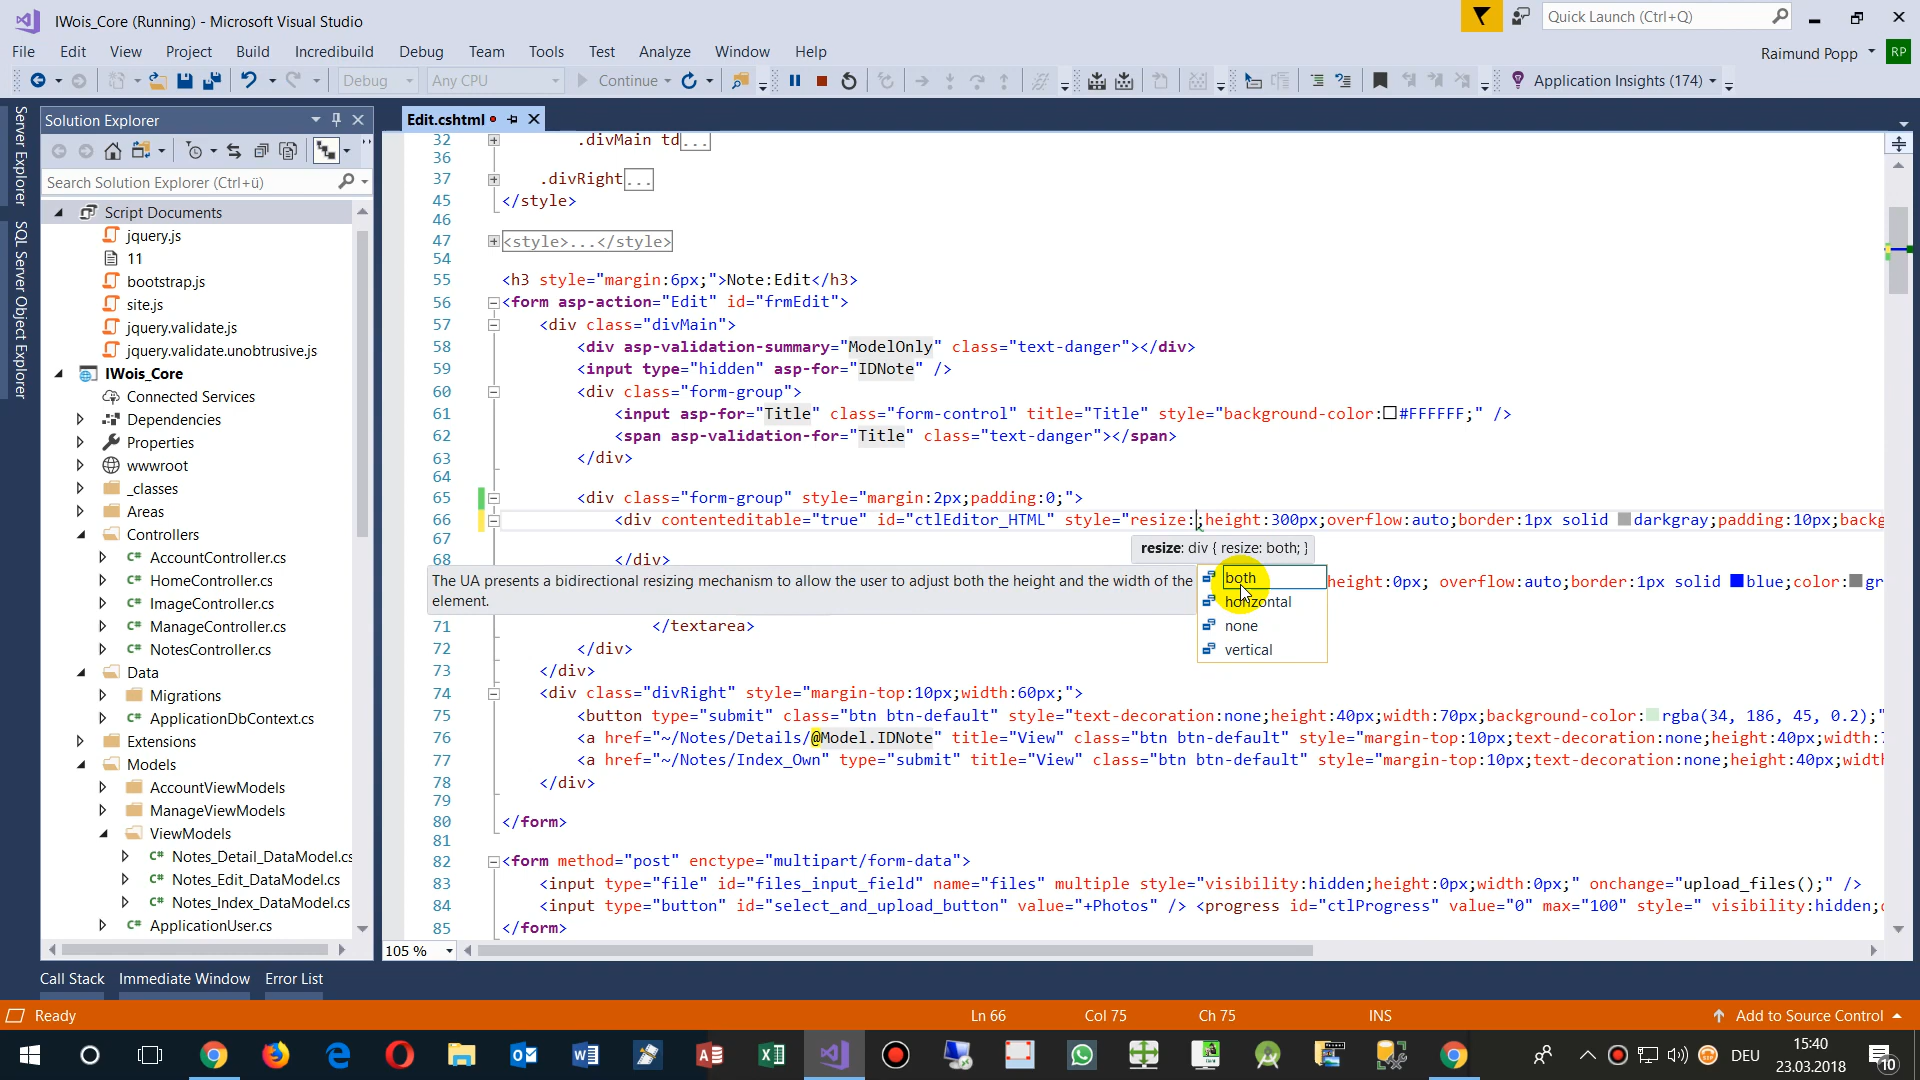 IWois_Core (Running) - Microsoft Visual Studio
Quick Launch (Ctrl+Q)
File Edit View Project Build Incredibuild Debug Team Tools Test Analyze Window Help
Raimund Popp RP
Debug Any CPU Continue Application Insights (174)
Server Explorer
SQL Server Object Explorer
Solution Explorer
Search Solution Explorer (Ctrl+ü)
Script Documents
jquery.js
11
bootstrap.js
site.js
jquery.validate.js
jquery.validate.unobtrusive.js
IWois_Core
Connected Services
Dependencies
Properties
wwwroot
_classes
Areas
Controllers
AccountController.cs
HomeController.cs
ImageController.cs
ManageController.cs
NotesController.cs
Data
Migrations
ApplicationDbContext.cs
Extensions
Models
AccountViewModels
ManageViewModels
ViewModels
Notes_Detail_DataModel.cs
Notes_Edit_DataModel.cs
Notes_Index_DataModel.cs
ApplicationUser.cs
Edit.cshtml
32 .divMain td...
36
37 .divRight...
45 </style>
46
47 <style>...</style>
54
55 <h3 style="margin:6px;">Note:Edit</h3>
56 <form asp-action="Edit" id="frmEdit">
57 <div class="divMain">
58 <div asp-validation-summary="ModelOnly" class="text-danger"></div>
59 <input type="hidden" asp-for="IDNote" />
60 <div class="form-group">
61 <input asp-for="Title" class="form-control" title="Title" style="background-color:#FFFFFF;" />
62 <span asp-validation-for="Title" class="text-danger"></span>
63 </div>
64
65 <div class="form-group" style="margin:2px;padding:0;">
66 <div contenteditable="true" id="ctlEditor_HTML" style="resize:;height:300px;overflow:auto;border:1px solid darkgray;padding:10px;backg
67
resize: div { resize: both; }
68 </div>
The UA presents a bidirectional resizing mechanism to allow the user to adjust both the height and the width of the
element.
both
horizontal
none
vertical
height:0px; overflow:auto;border:1px solid blue;color:gr
71 </textarea>
72 </div>
73 </div>
74 <div class="divRight" style="margin-top:10px;width:60px;">
75 <button type="submit" class="btn btn-default" style="text-decoration:none;height:40px;width:70px;background-color:rgba(34, 186, 45, 0.2);"
76 <a href="~/Notes/Details/@Model.IDNote" title="View" class="btn btn-default" style="margin-top:10px;text-decoration:none;height:40px;width:7
77 <a href="~/Notes/Index_Own" type="submit" title="View" class="btn btn-default" style="margin-top:10px;text-decoration:none;height:40px;widt
78 </div>
79
80 </form>
81
82 <form method="post" enctype="multipart/form-data">
83 <input type="file" id="files_input_field" name="files" multiple style="visibility:hidden;height:0px;width:0px;" onchange="upload_files();" />
84 <input type="button" id="select_and_upload_button" value="+Photos" /> <progress id="ctlProgress" value="0" max="100" style=" visibility:hidden;c
85 </form>
105 %
Call Stack Immediate Window Error List
Ready Ln 66 Col 75 Ch 75 INS Add to Source Control
DEU
15:40
23.03.2018
10